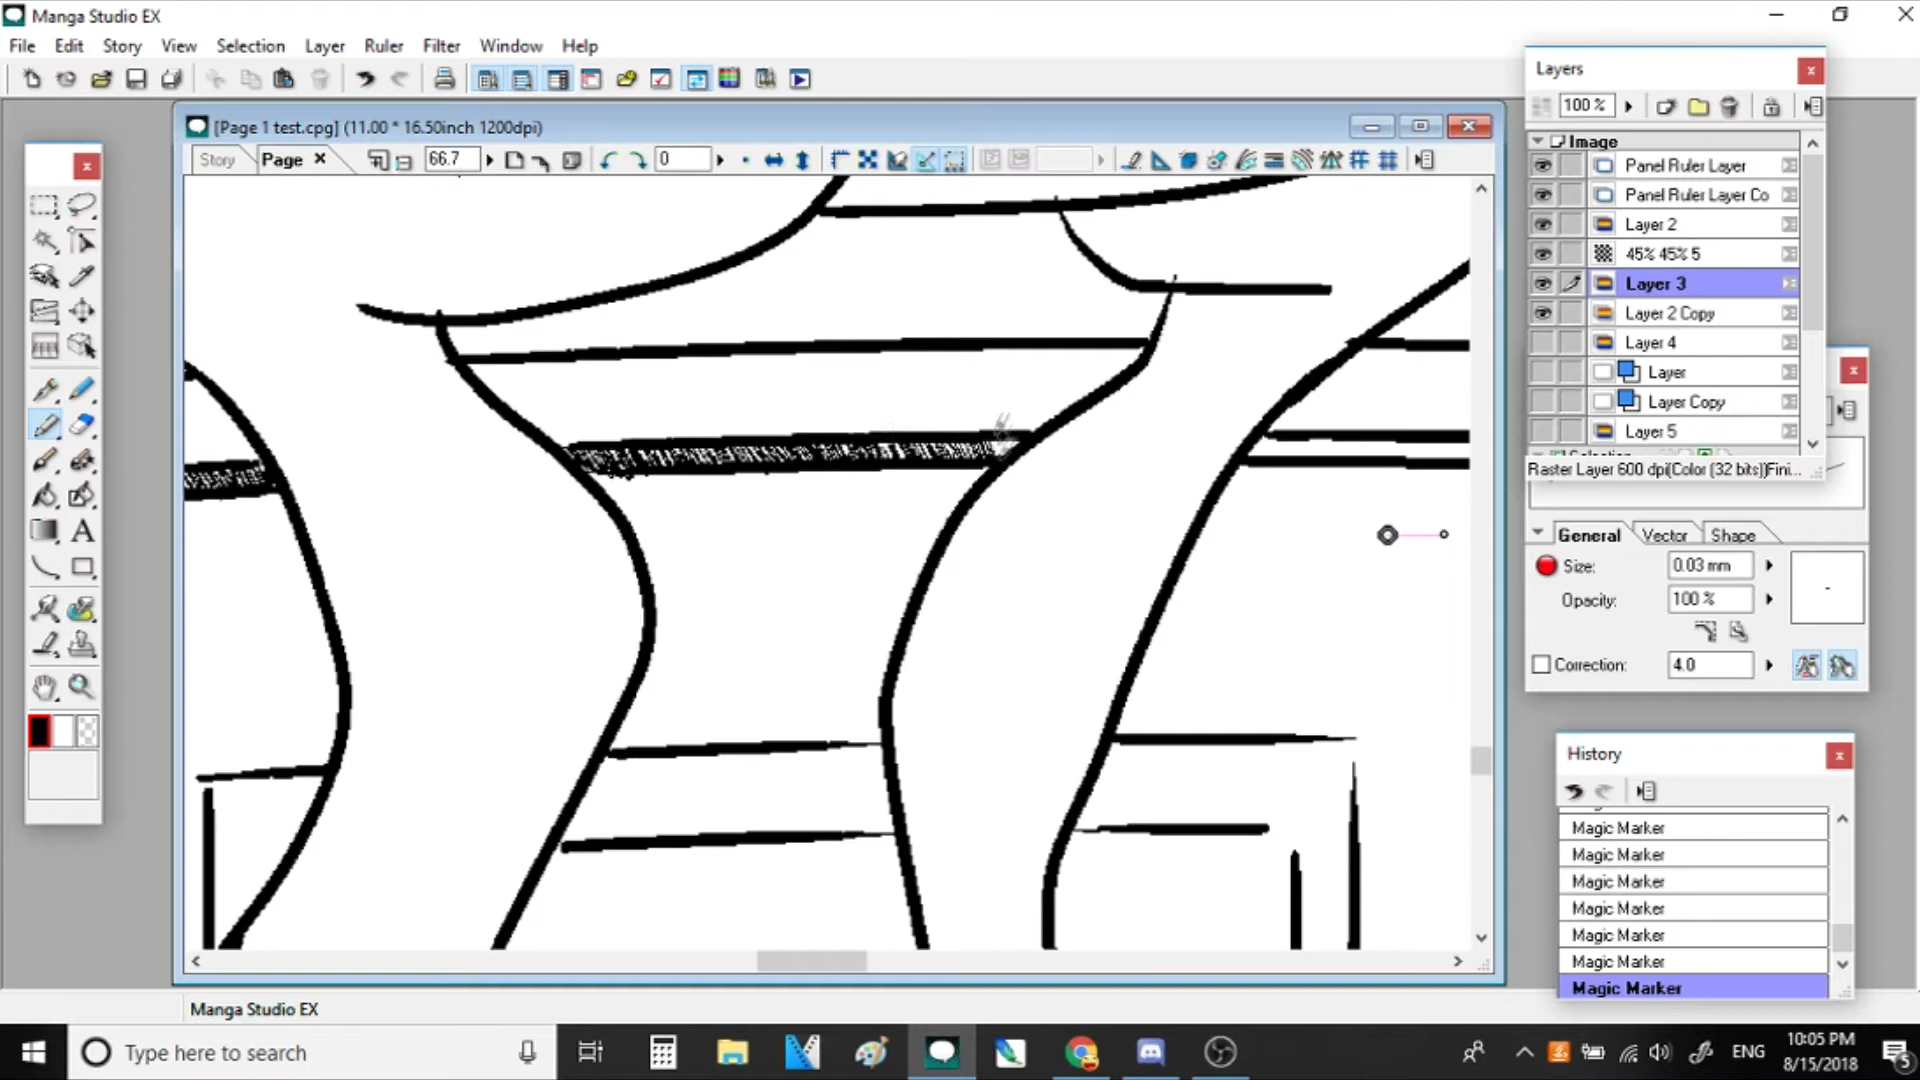 Manga Studio EX
File Edit Story View Selection Layer Ruler Filter Window Help
[Page 1 test.cpg] (11.00 * 16.50inch 1200dpi)
Story Page 66.7 0
Layers
100 %
Image
Panel Ruler Layer
Panel Ruler Layer Co
Layer 2
45% 45% 5
Layer 3
Layer 2 Copy
Layer 4
Layer
Layer Copy
Layer 5
Raster Layer 600 dpi(Color (32 bits))Fini...
General Vector Shape
Size: 0.03 mm
Opacity: 100 %
Correction: 4.0
History
Magic Marker
Magic Marker
Magic Marker
Magic Marker
Magic Marker
Magic Marker
Magic Marker
Manga Studio EX
Type here to search
A
ENG
10:05 PM
8/15/2018
5